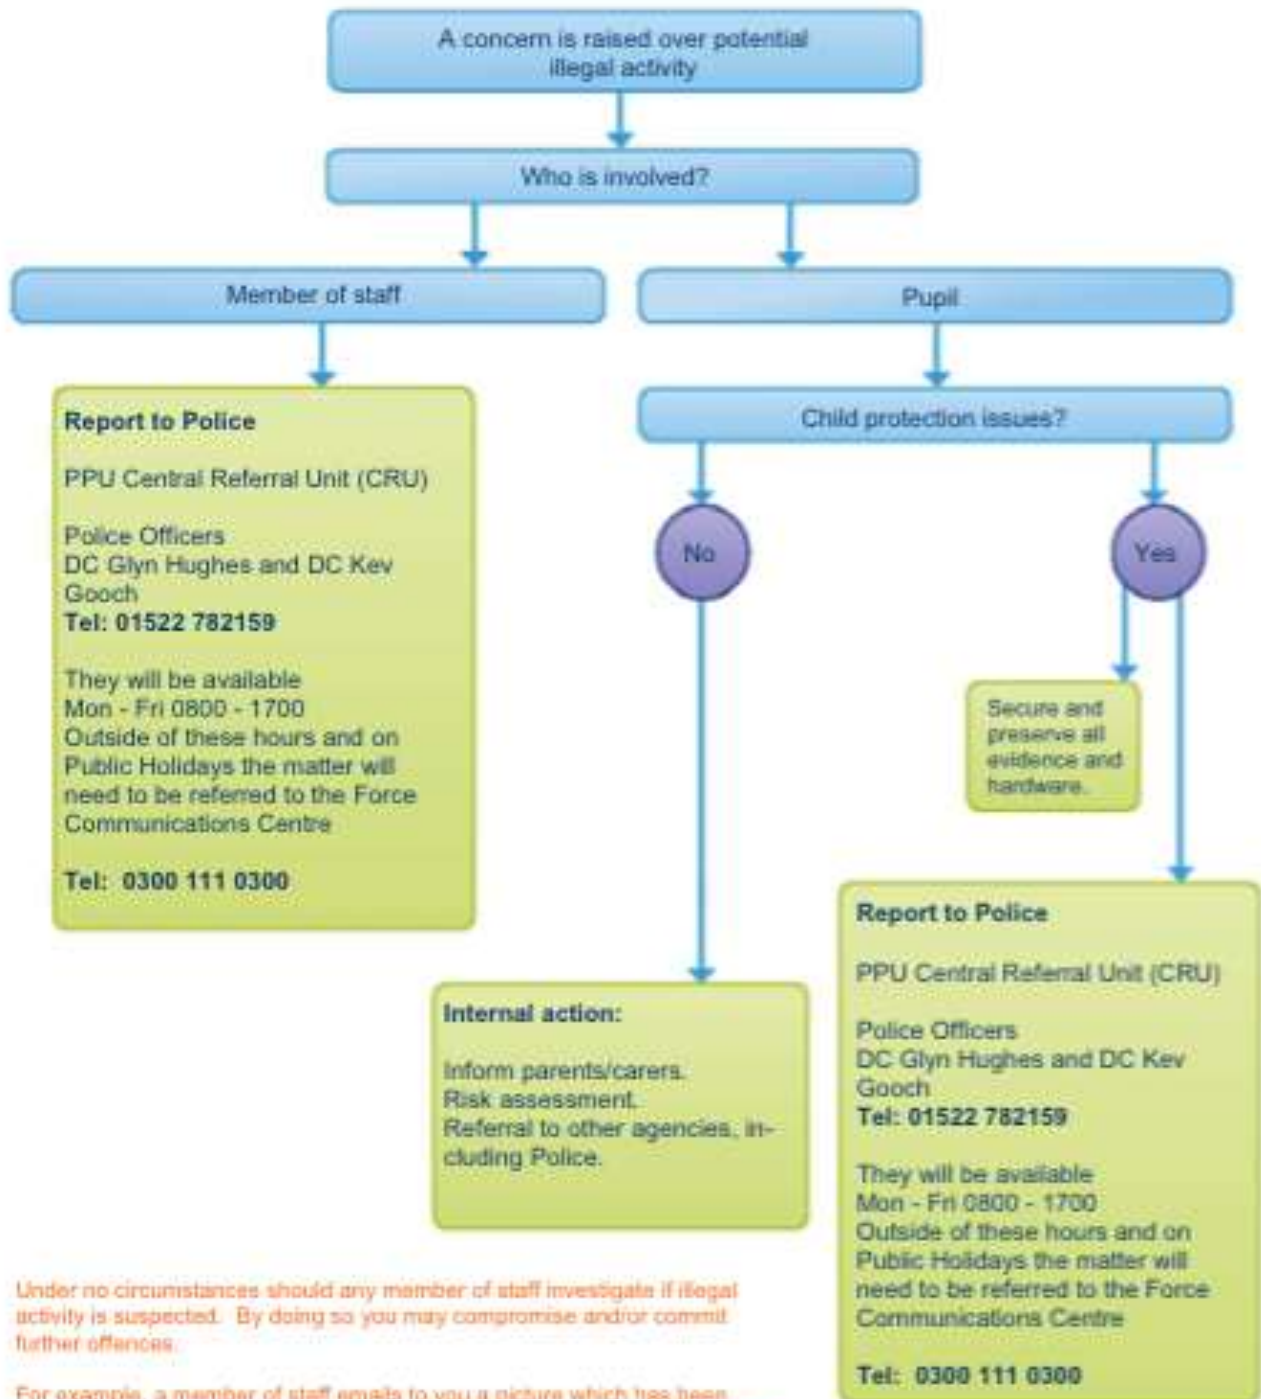 A concern is raised over potential
illegal activity
Who is involved?
Member of staff
Pupil
Report to Police
PPU Central Referral Unit (CRU)
Police Officers
DC Glyn Hughes and DC Kev
Gooch
Tel: 01522 782159
They will be available
Mon - Fri 0800 - 1700
Outside of these hours and on
Public Holidays the matter will
need to be referred to the Force
Communications Centre
Tel: 0300 111 0300
Child protection issues?
No
Yes
Secure and
preserve all
evidence and
hardware.
Internal action:
Inform parents/carers.
Risk assessment.
Referral to other agencies, in-
cluding Police.
Report to Police
PPU Central Referral Unit (CRU)
Police Officers
DC Glyn Hughes and DC Kev
Gooch
Tel: 01522 782159
They will be available
Mon - Fri 0800 - 1700
Outside of these hours and on
Public Holidays the matter will
need to be referred to the Force
Communications Centre
Tel: 0300 111 0300
Under no circumstances should any member of staff investigate if illegal
activity is suspected. By doing so you may compromise and/or commit
further offences.
For example, a member of staff emails to you a picture which has been